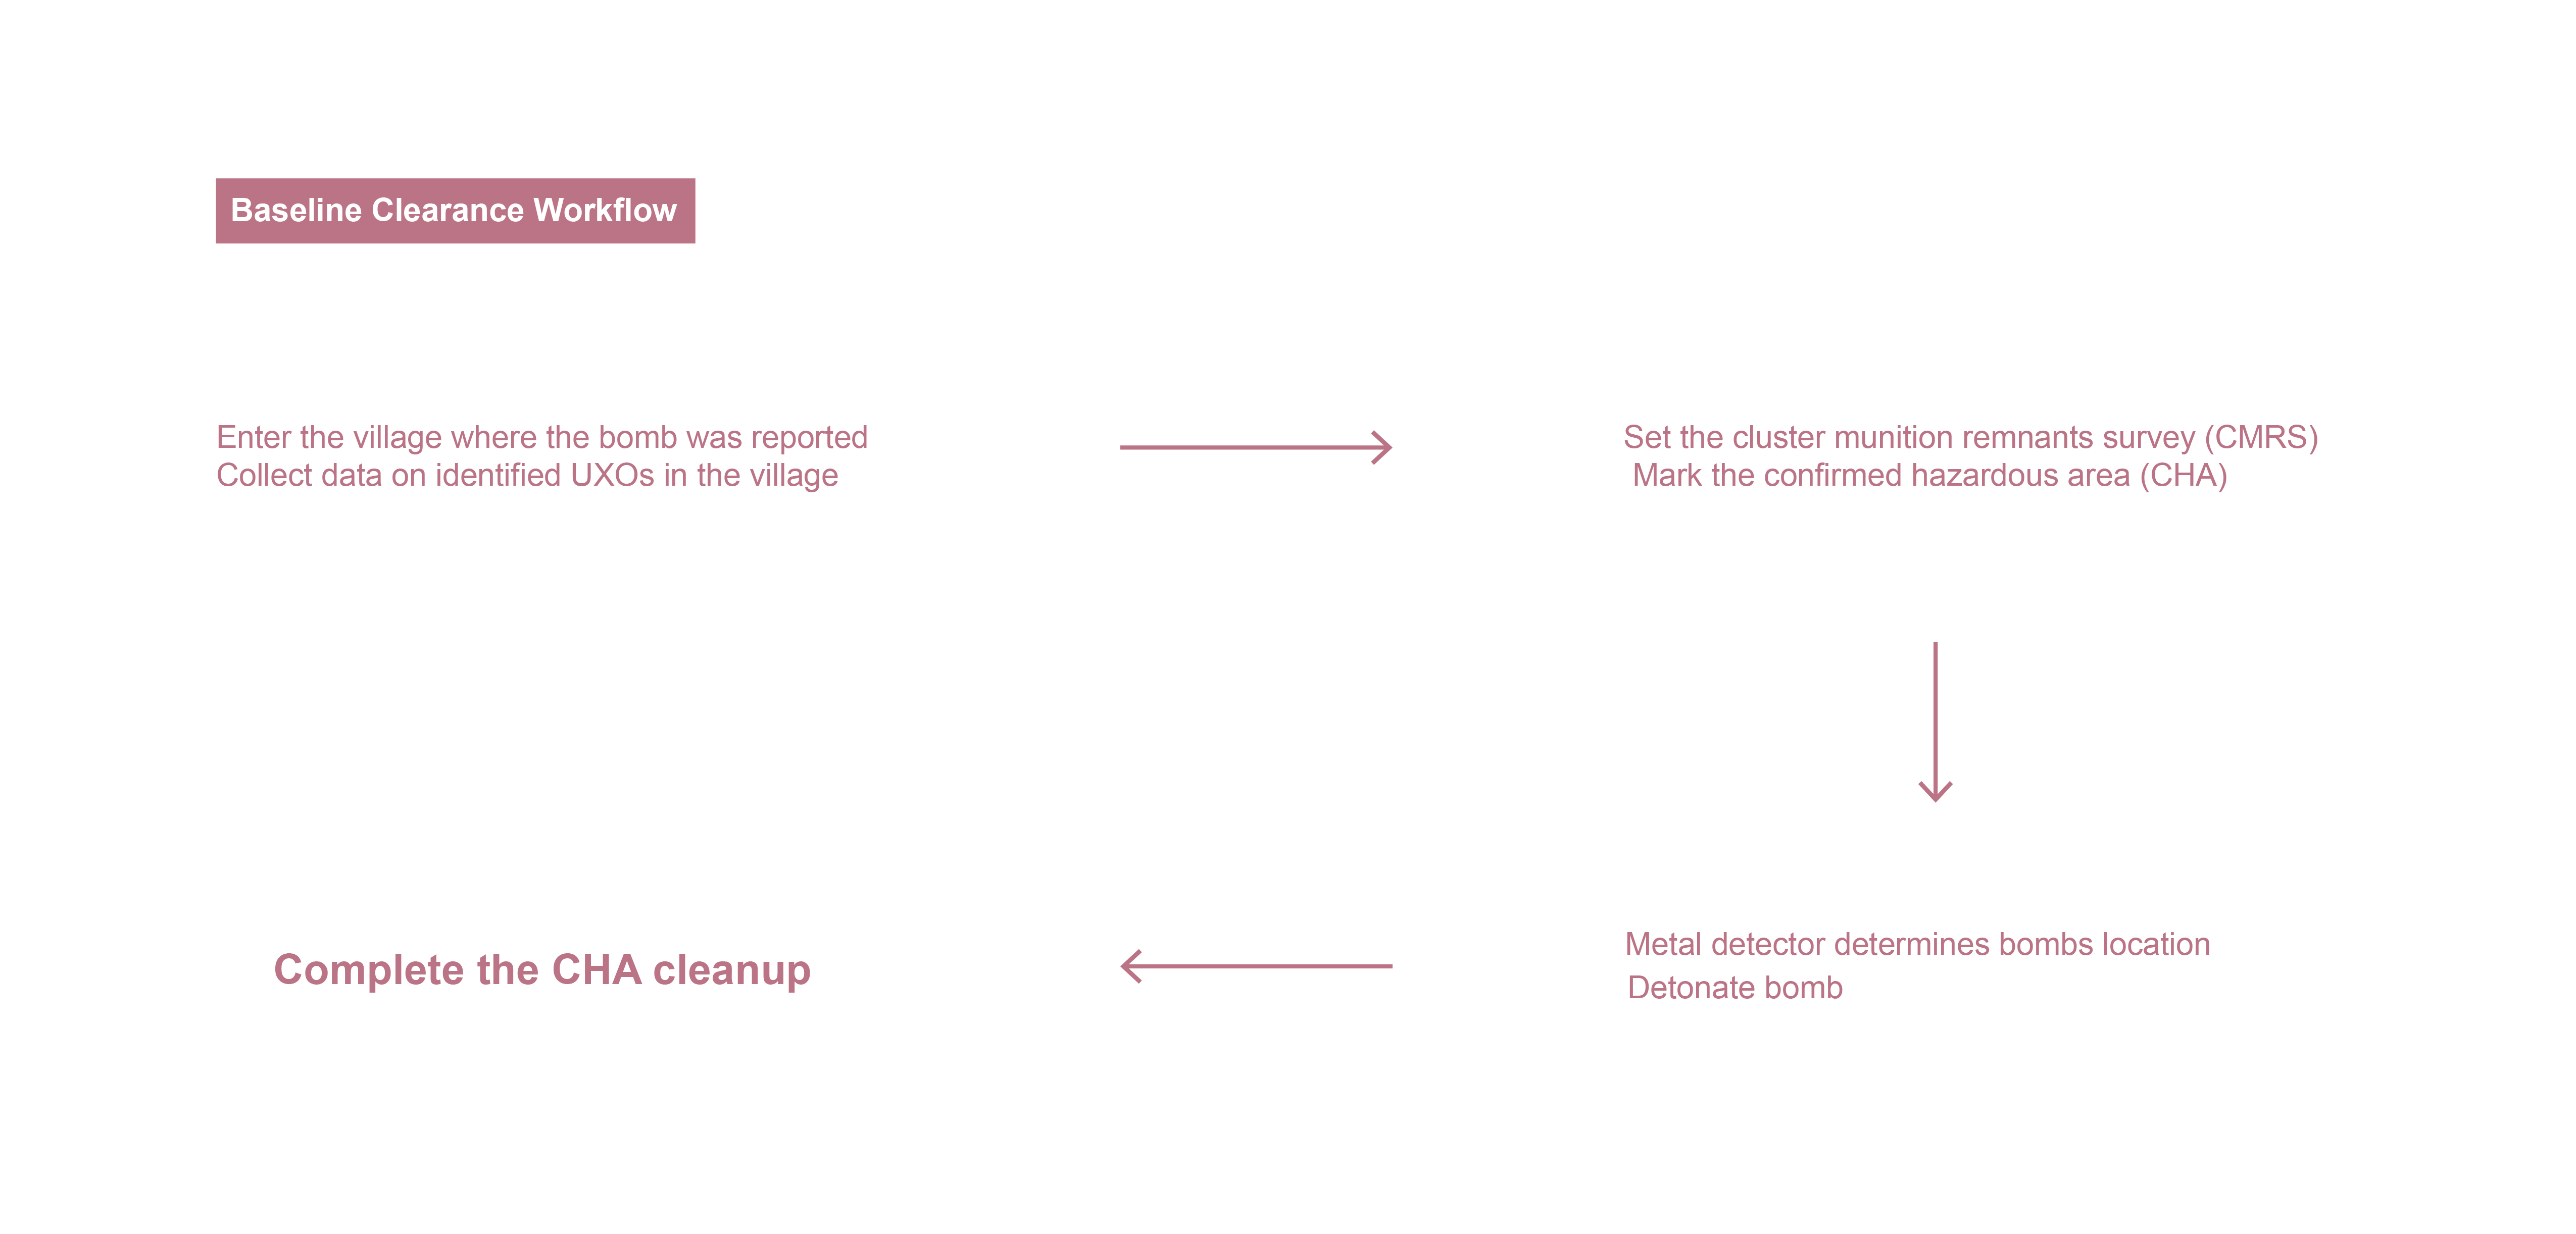 Baseline Clearance Workflow
Enter the village where the bomb was reported
Collect data on identified UXOs in the village
Set the cluster munition remnants survey (CMRS)
Mark the confirmed hazardous area (CHA)
Metal detector determines bombs location
Detonate bomb
Complete the CHA cleanup